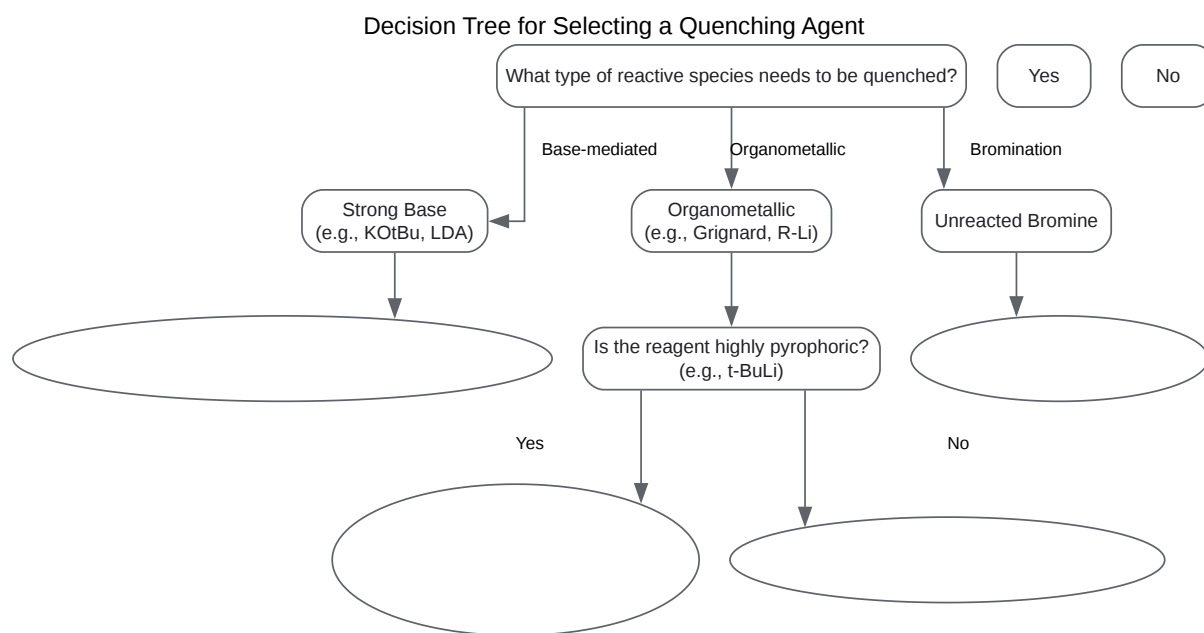 Decision Tree for Selecting a Quenching Agent
What type of reactive species needs to be quenched?
Yes
No
Base-mediated
Organometallic
Bromination
Strong Base
(e.g., KOtBu, LDA)
Organometallic
(e.g., Grignard, R-Li)
Unreacted Bromine
Is the reagent highly pyrophoric?
(e.g., t-BuLi)
Yes
No